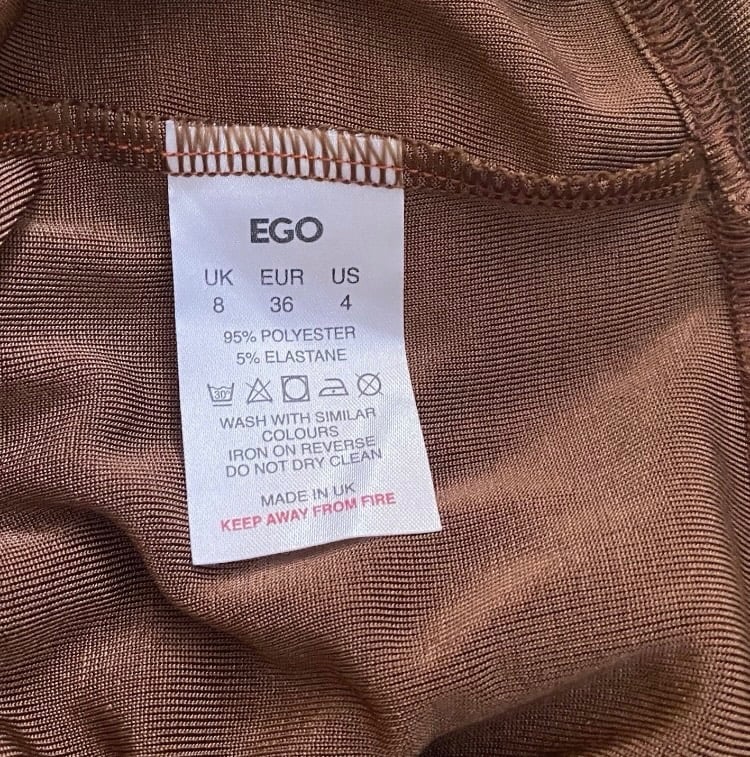 EGO
UK EUR US
8 36 4
95% POLYESTER
5% ELASTANE
30°
WASH WITH SIMILAR
COLOURS
IRON ON REVERSE
DO NOT DRY CLEAN
MADE IN UK
KEEP AWAY FROM FIRE